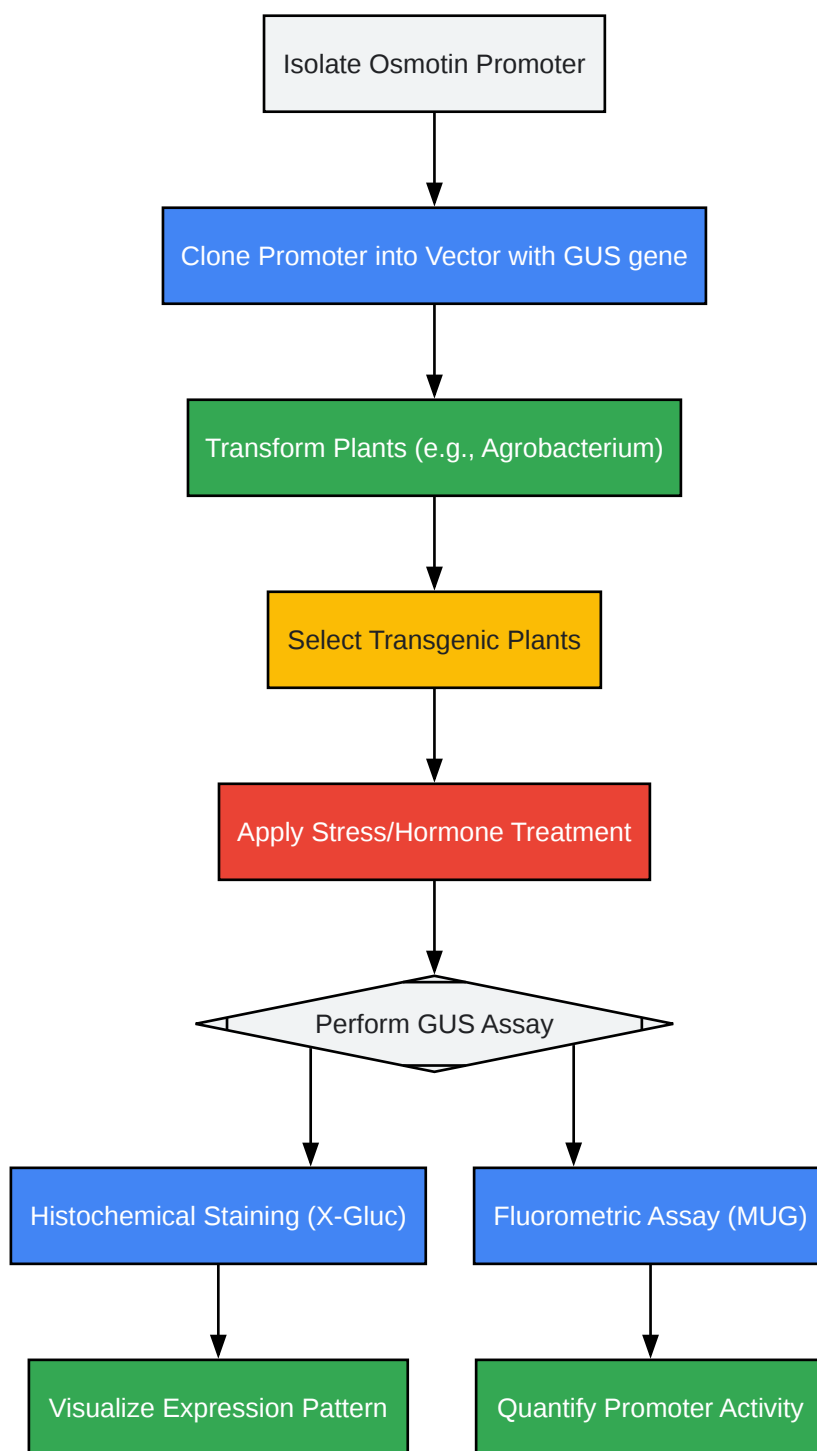 Isolate Osmotin Promoter
Clone Promoter into Vector with GUS gene
Transform Plants (e.g., Agrobacterium)
Select Transgenic Plants
Apply Stress/Hormone Treatment
Perform GUS Assay
Histochemical Staining (X-Gluc)
Fluorometric Assay (MUG)
Visualize Expression Pattern
Quantify Promoter Activity